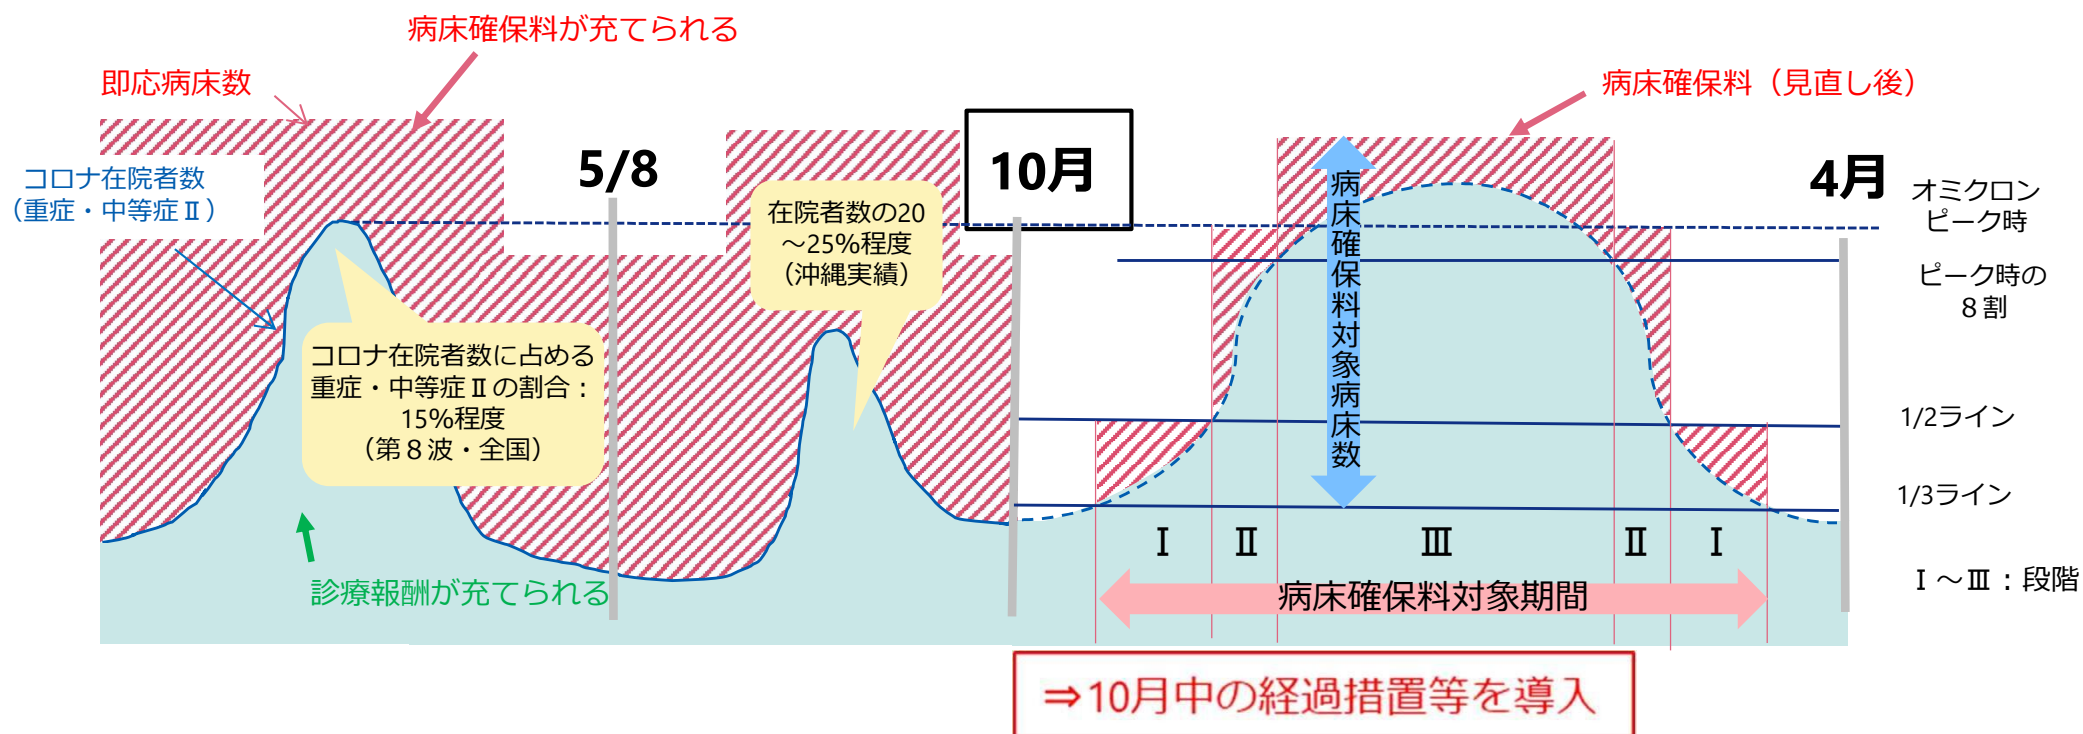 病床確保料が充てられる
即応病床数
コロナ在院者数
（重症・中等症Ⅱ）
5/8
在院者数の20
～25%程度
（沖縄実績）
コロナ在院者数に占める
重症・中等症Ⅱの割合：
15%程度
（第８波・全国）
診療報酬が充てられる
10月
病床確保料（見直し後）
4月
病床確保料対象病床数
オミクロン
ピーク時
ピーク時の
８割
1/2ライン
1/3ライン
Ⅰ
Ⅱ
Ⅲ
Ⅱ
Ⅰ
病床確保料対象期間
Ⅰ～Ⅲ：段階
⇒10月中の経過措置等を導入